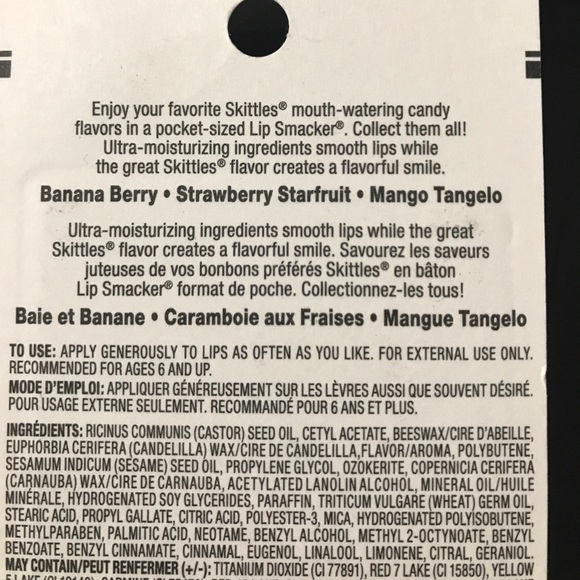 Enjoy your favorite Skittles® mouth-watering candy
flavors in a pocket-sized Lip Smacker®. Collect them all!
Ultra-moisturizing ingredients smooth lips while
the great Skittles® flavor creates a flavorful smile.
Banana Berry • Strawberry Starfruit • Mango Tangelo
Ultra-moisturizing ingredients smooth lips while the great
Skittles® flavor creates a flavorful smile. Savourez les saveurs
juteuses de vos bonbons préférés Skittles® en bâton
Lip Smacker® format de poche. Collectionnez-les tous!
Baie et Banane • Caramboie aux Fraises • Mangue Tangelo
TO USE: APPLY GENEROUSLY TO LIPS AS OFTEN AS YOU LIKE. FOR EXTERNAL USE ONLY.
RECOMMENDED FOR AGES 6 AND UP.
MODE D'EMPLOI: APPLIQUER GÉNÉREUSEMENT SUR LES LÈVRES AUSSI QUE SOUVENT DÉSIRÉ.
POUR USAGE EXTERNE SEULEMENT. RECOMMANDÉ POUR 6 ANS ET PLUS.
INGRÉDIENTS: RICINUS COMMUNIS (CASTOR) SEED OIL, CETYL ACETATE, BEESWAX/CIRE D'ABEILLE,
EUPHORBIA CERIFERA (CANDELILLA) WAX/CIRE DE CANDELILLA,FLAVOR/AROMA, POLYBUTENE,
SESAMUM INDICUM (SESAME) SEED OIL, PROPYLENE GLYCOL, OZOKERITE, COPERNICIA CERIFERA
(CARNAUBA) WAX/CIRE DE CARNAUBA, ACETYLATED LANOLIN ALCOHOL, MINERAL OIL/HUILE
MINÉRALE, HYDROGENATED SOY GLYCERIDES, PARAFFIN, TRITICUM VULGARE (WHEAT) GERM OIL,
STEARIC ACID, PROPYL GALLATE, CITRIC ACID, POLYESTER-3, MICA, HYDROGENATED POLYISOBUTENE,
METHYLPARABEN, PALMITIC ACID, NEOTAME, BENZYL ALCOHOL, METHYL 2-OCTYNOATE, BENZYL
BENZOATE, BENZYL CINNAMATE, CINNAMAL, EUGENOL, LINALOOL, LIMONENE, CITRAL, GERANIOL.
MAY CONTAIN/PEUT RENFERMER (+/-): TITANIUM DIOXIDE (CI 77891), RED 7 LAKE (CI 15850), YELLOW